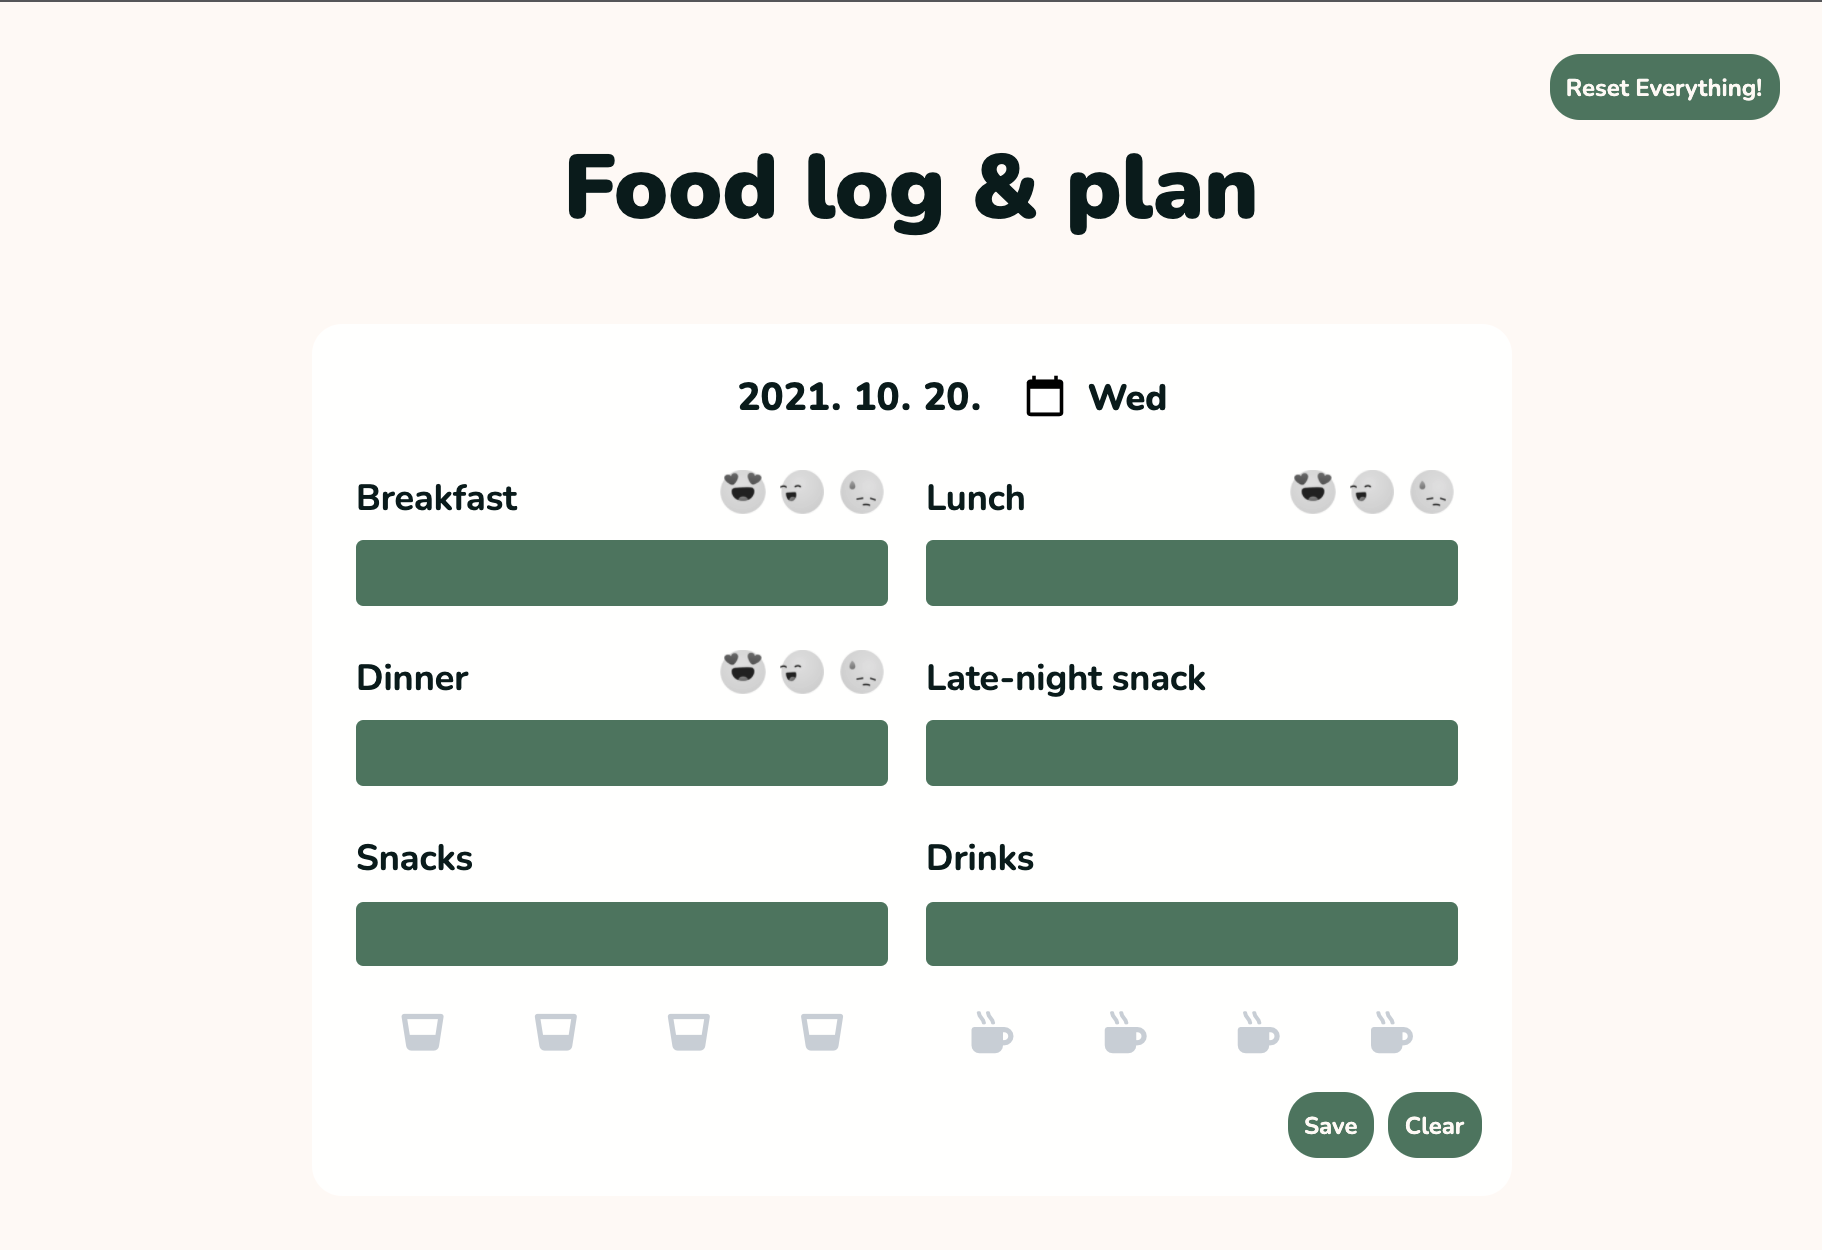 Reset Everything!
Food log & plan
2021. 10. 20. Wed
Breakfast
Lunch
Dinner
Late-night snack
Snacks
Drinks
Save
Clear